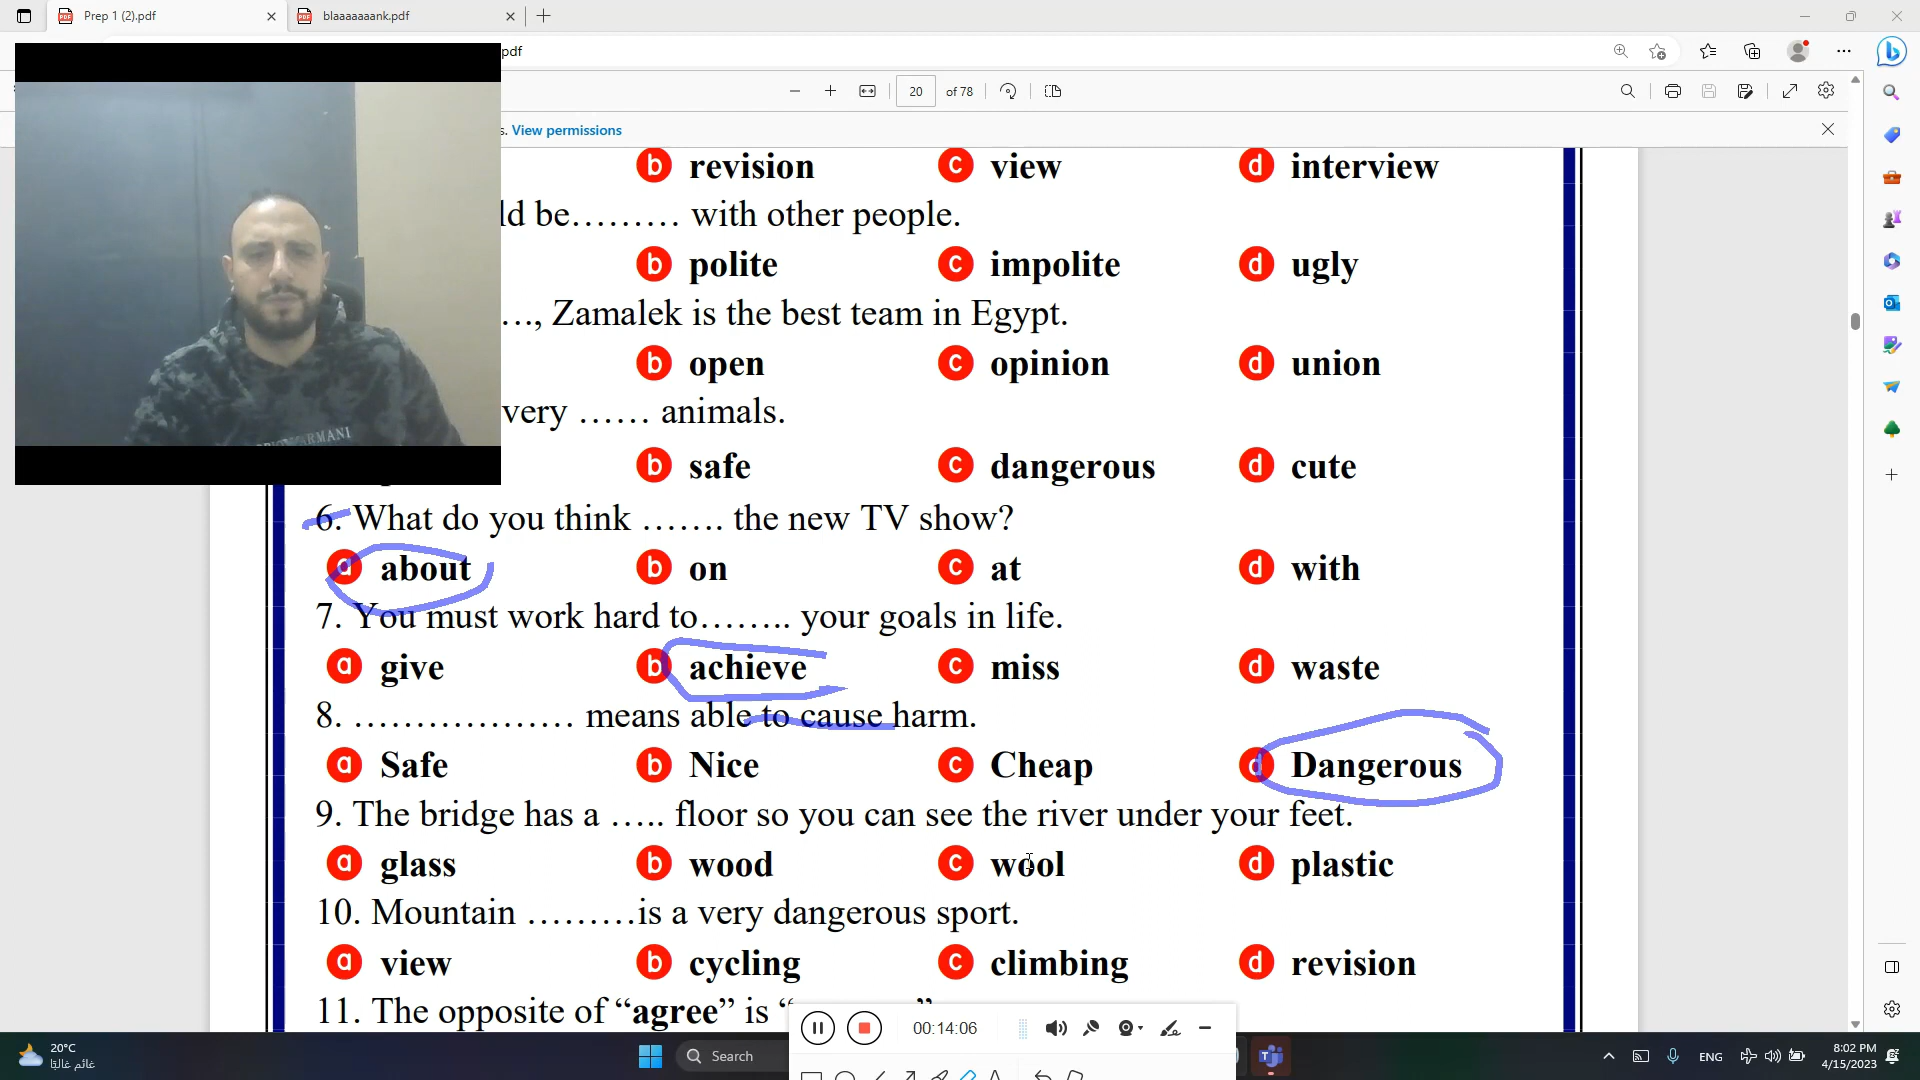 Prep 1 (2).pdf
blaaaaaaank.pdf
pdf
20 of 78
s. View permissions
b revision c view d interview
ld be……… with other people.
b polite c impolite d ugly
…, Zamalek is the best team in Egypt.
b open c opinion d union
very …… animals.
b safe c dangerous d cute
6. What do you think ……. the new TV show?
a about b on c at d with
7. You must work hard to…….. your goals in life.
a give b achieve c miss d waste
8. ……………… means able to cause harm.
a Safe b Nice c Cheap d Dangerous
9. The bridge has a ….. floor so you can see the river under your feet.
a glass b wood c wool d plastic
10. Mountain ………is a very dangerous sport.
a view b cycling c climbing d revision
11. The opposite of “agree” is “
00:14:06
20°C
غائم غالبًا
Search
ENG
8:02 PM
4/15/2023